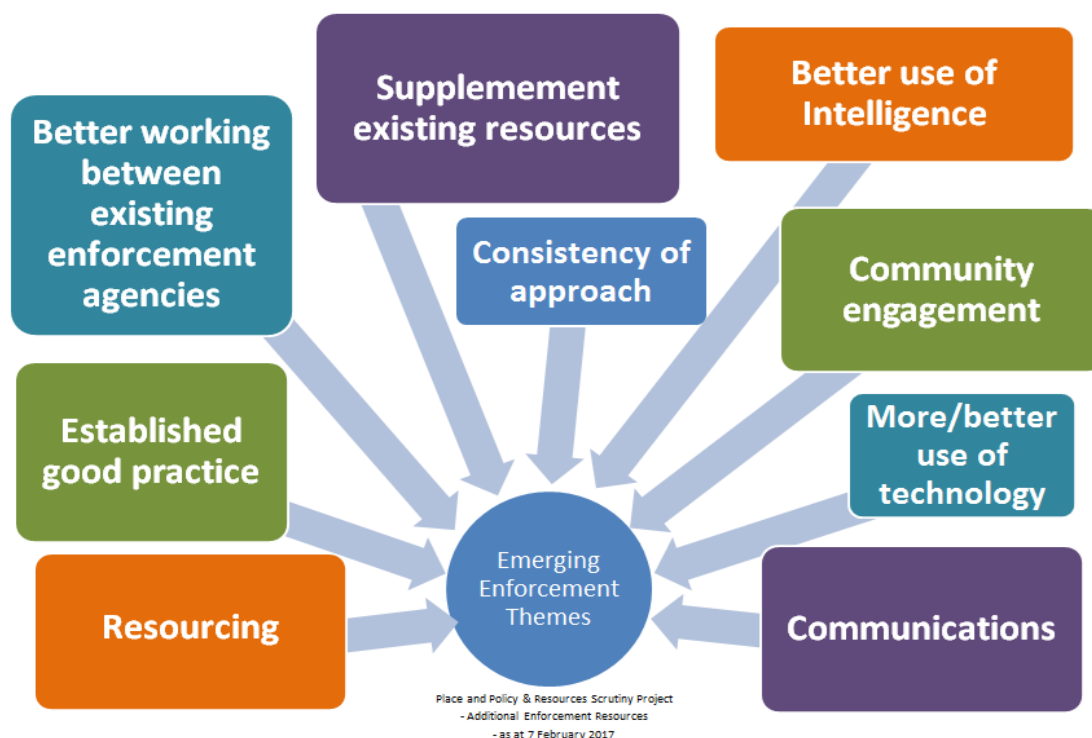 Supplemement
existing resources
Better use of
Intelligence
Better working
between
existing
enforcement
agencies
Consistency of
approach
Community
engagement
Established
good practice
More/better
use of
technology
Emerging
Enforcement
Themes
Resourcing
Communications
Place and Policy & Resources Scrutiny Project
- Additional Enforcement Resources
- as at 7 February 2017